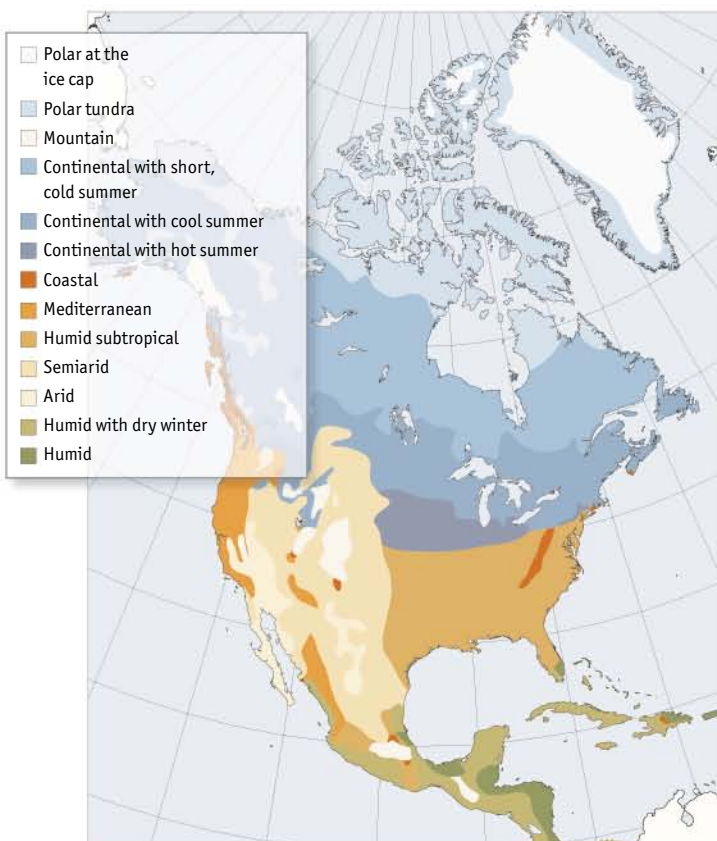 Polar at the
ice cap
Polar tundra
Mountain
Continental with short,
cold summer
Continental with cool summer
Continental with hot summer
Coastal
Mediterranean
Humid subtropical
Semiarid
Arid
Humid with dry winter
Humid